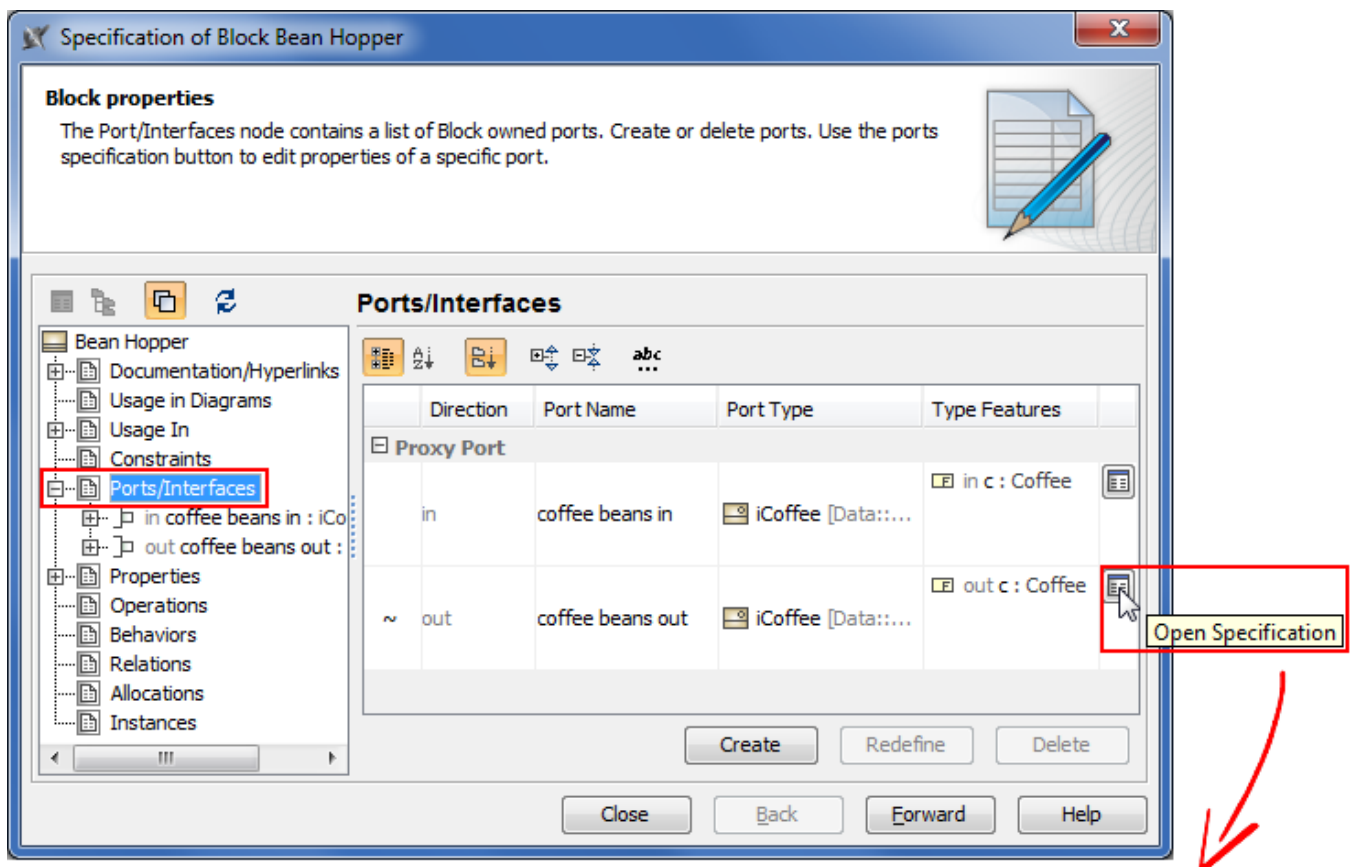 Specification of Block Bean Hopper
Block properties
The Port/Interfaces node contains a list of Block owned ports. Create or delete ports. Use the ports
specification button to edit properties of a specific port.
Ports/Interfaces
Bean Hopper
Documentation/Hyperlinks
Usage in Diagrams
Usage In
Constraints
Ports/Interfaces
in coffee beans in : iCo
out coffee beans out :
Properties
Operations
Behaviors
Relations
Allocations
Instances
A
Z
abc
Direction Port Name Port Type Type Features
Proxy Port
in coffee beans in iCoffee [Data::... F in c : Coffee
~ out coffee beans out iCoffee [Data::... F out c : Coffee
Open Specification
Create Redefine Delete
Close Back Forward Help